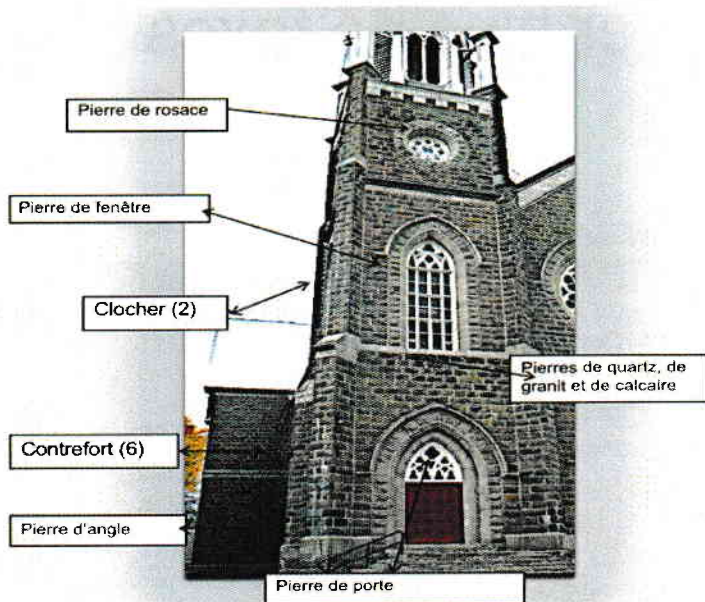 Pierre de rosace
Pierre de fenêtre
Clocher (2)
Pierres de quartz, de
granit et de calcaire
Contrefort (6)
Pierre d'angle
Pierre de porte